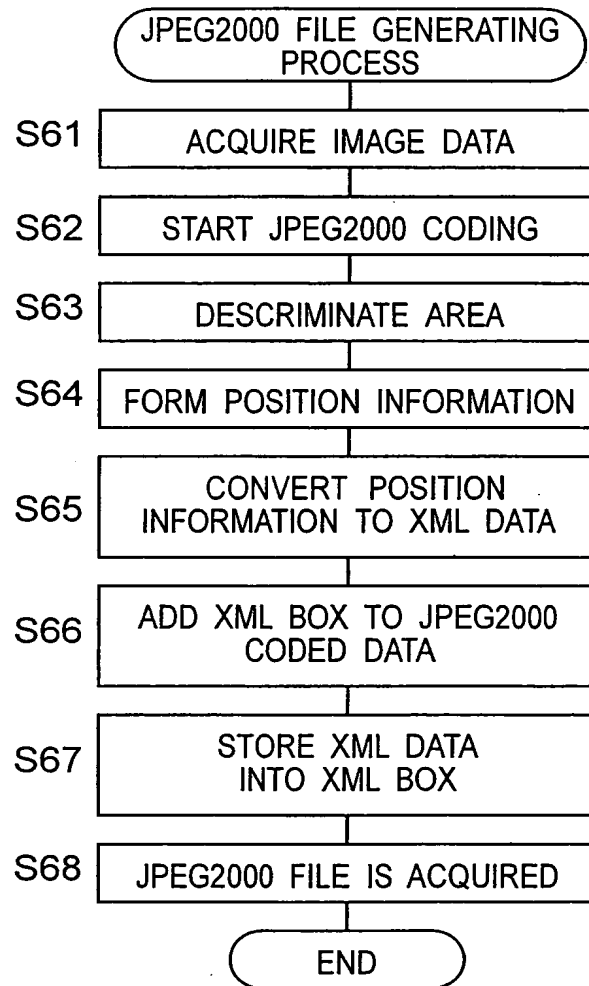 JPEG2000 FILE GENERATING
PROCESS
S61
ACQUIRE IMAGE DATA
S62
START JPEG2000 CODING
S63
DESCRIMINATE AREA
S64
FORM POSITION INFORMATION
S65
CONVERT POSITION
INFORMATION TO XML DATA
S66
ADD XML BOX TO JPEG2000
CODED DATA
S67
STORE XML DATA
INTO XML BOX
S68
JPEG2000 FILE IS ACQUIRED
END